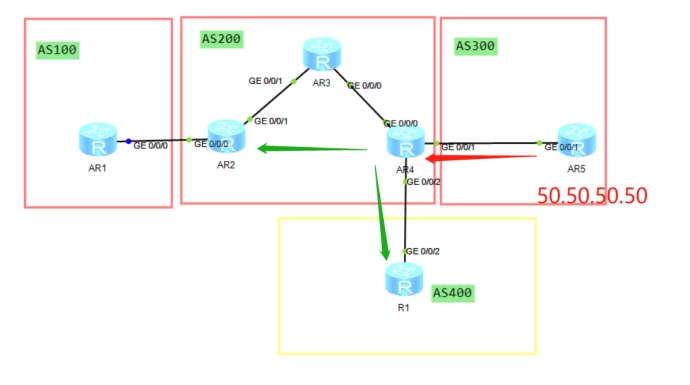 AS100
AS200
AS300
R
AR3
GE 0/0/1
GE 0/0/0
GE 0/0/1
GE 0/0/0
R
AR1
GE 0/0/0
GE 0/0/0
R
AR2
R
AR4
GE 0/0/1
GE 0/0/1
R
AR5
GE 0/0/2
50.50.50.50
GE 0/0/2
R
R1
AS400